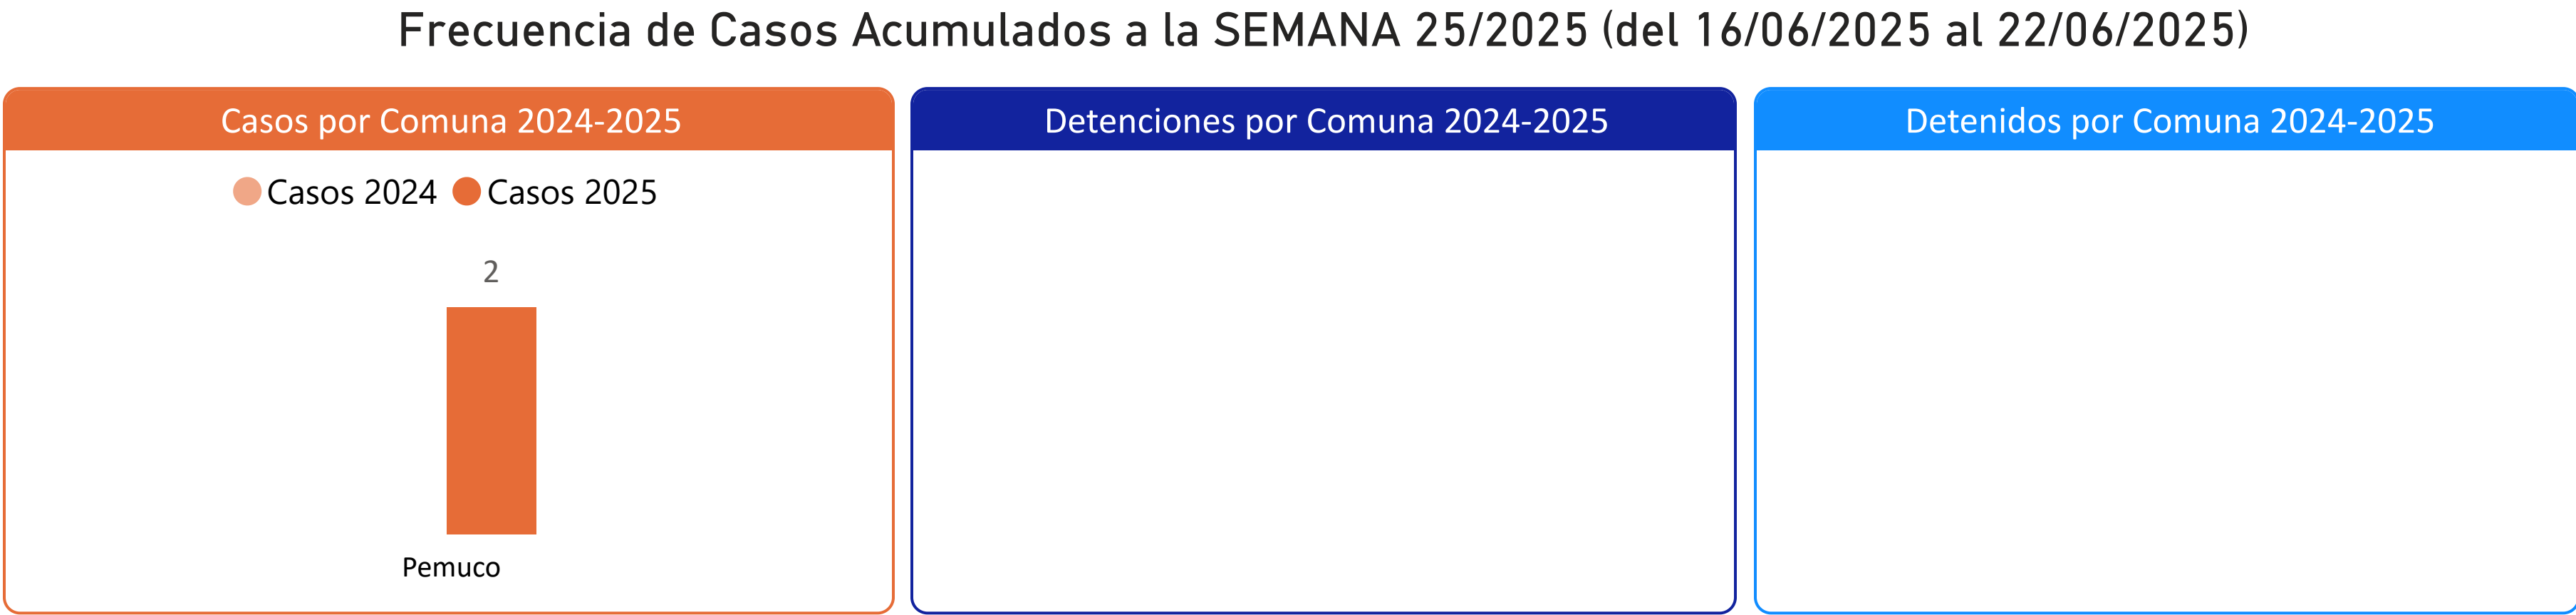 Frecuencia de Casos Acumulados a la SEMANA 25/2025 (del 16/06/2025 al 22/06/2025)
Casos por Comuna 2024-2025
Casos 2024 Casos 2025
2
Pemuco
Detenciones por Comuna 2024-2025
Detenidos por Comuna 2024-2025